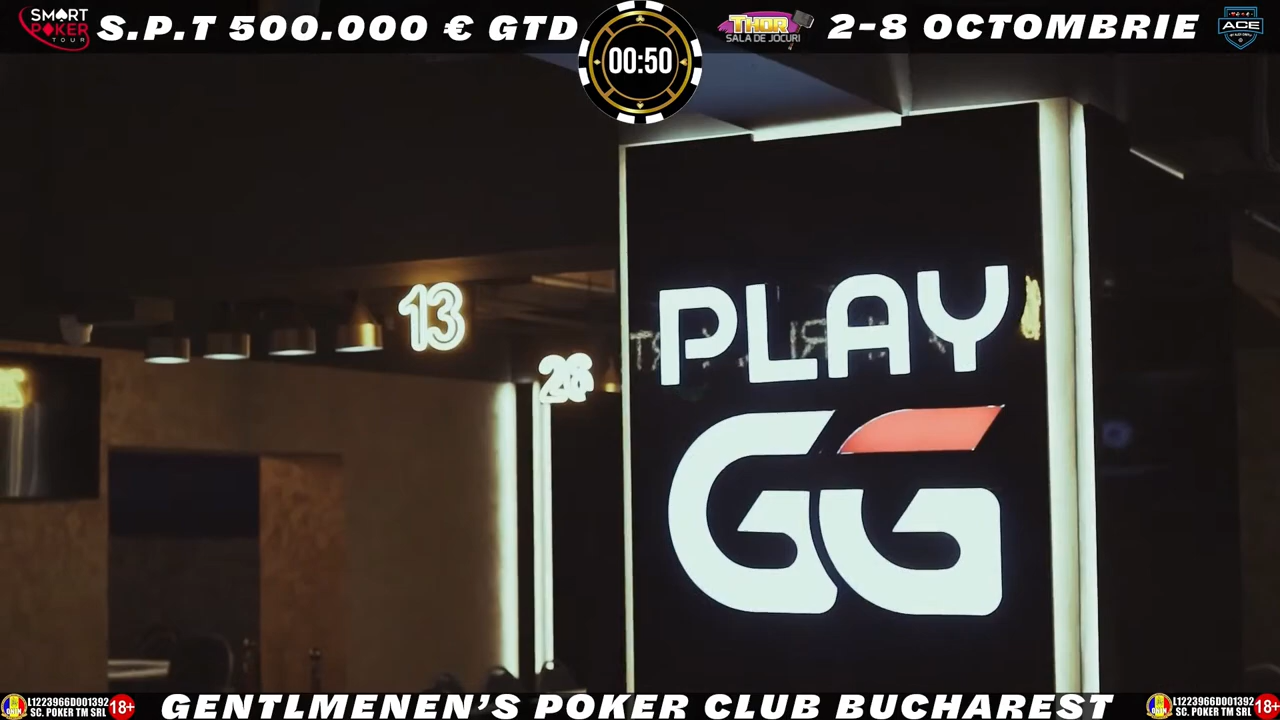 SMART
POKER
TOUR
S.P.T 500.000 € GTD
00:50
THOR
SALA DE JOCURI
2-8 OCTOMBRIE
ACE
13
26
PLAY
GG
L1223966D001392
SC. POKER TM SRL
18+
GENTLMENEN'S POKER CLUB BUCHAREST
L1223966D001392
SC. POKER TM SRL
18+